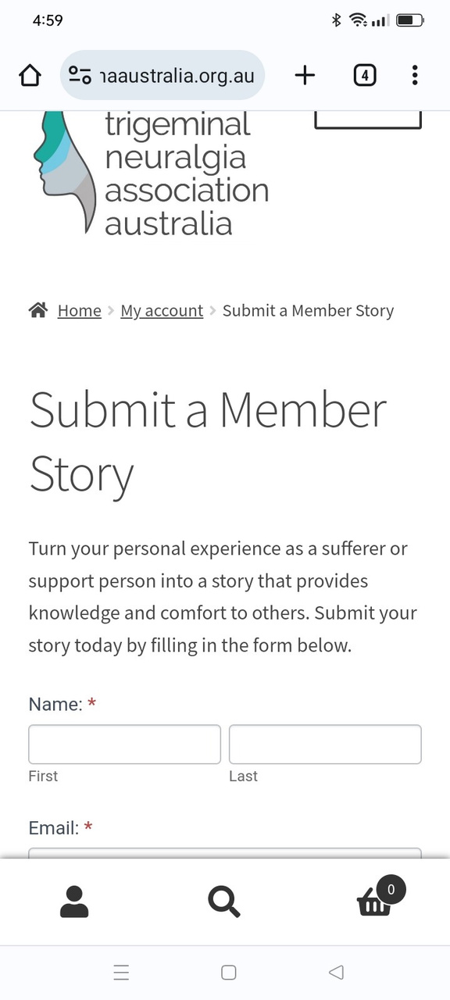 4:59
naaustralia.org.au
4
trigeminal
neuralgia
association
australia
Home > My account > Submit a Member Story
Submit a Member
Story
Turn your personal experience as a sufferer or
support person into a story that provides
knowledge and comfort to others. Submit your
story today by filling in the form below.
Name: *
First Last
Email: *
0